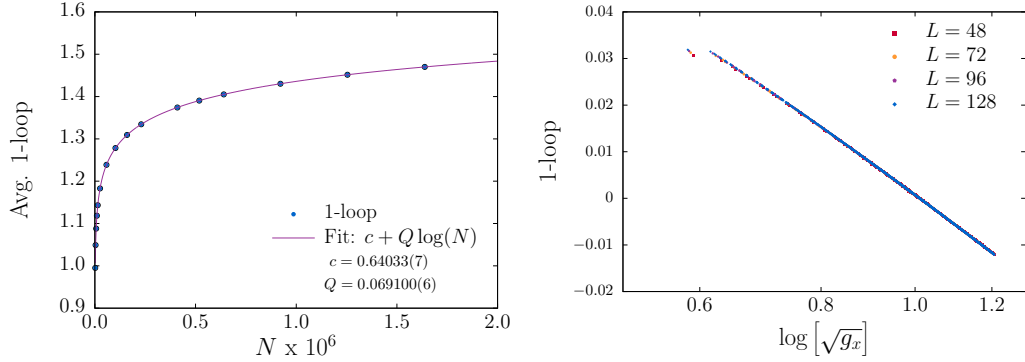 1.6
1.5
1.4
1.3
1.2
1.1
1.0
0.9
Avg. 1-loop
1-loop
Fit: c + Q log(N)
c = 0.64033(7)
Q = 0.069100(6)
0.0
0.5
1.0
1.5
2.0
N x 10^6
0.04
0.03
0.02
0.01
0
−0.01
−0.02
1-loop
L = 48
L = 72
L = 96
L = 128
0.6
0.8
1.0
1.2
log [√g_x]